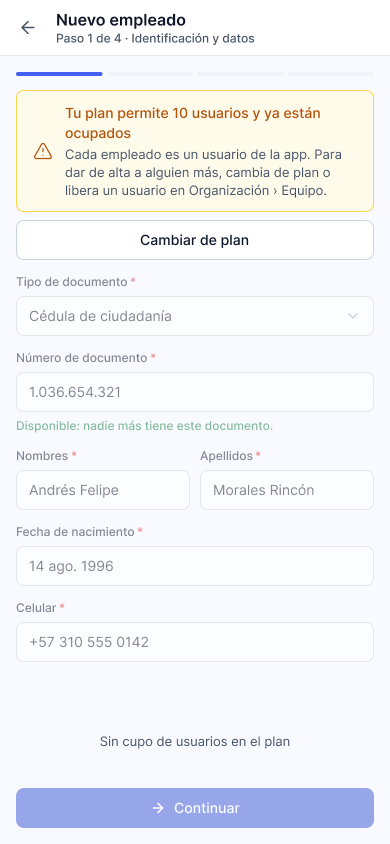 Nuevo empleado
Paso 1 de 4 · Identificación y datos
Tu plan permite 10 usuarios y ya están
ocupados
Cada empleado es un usuario de la app. Para
dar de alta a alguien más, cambia de plan o
libera un usuario en Organización › Equipo.
Cambiar de plan
Tipo de documento *
Cédula de ciudadanía
Número de documento *
1.036.654.321
Disponible: nadie más tiene este documento.
Nombres * Apellidos *
Andrés Felipe Morales Rincón
Fecha de nacimiento *
14 ago. 1996
Celular *
+57 310 555 0142
Sin cupo de usuarios en el plan
Continuar